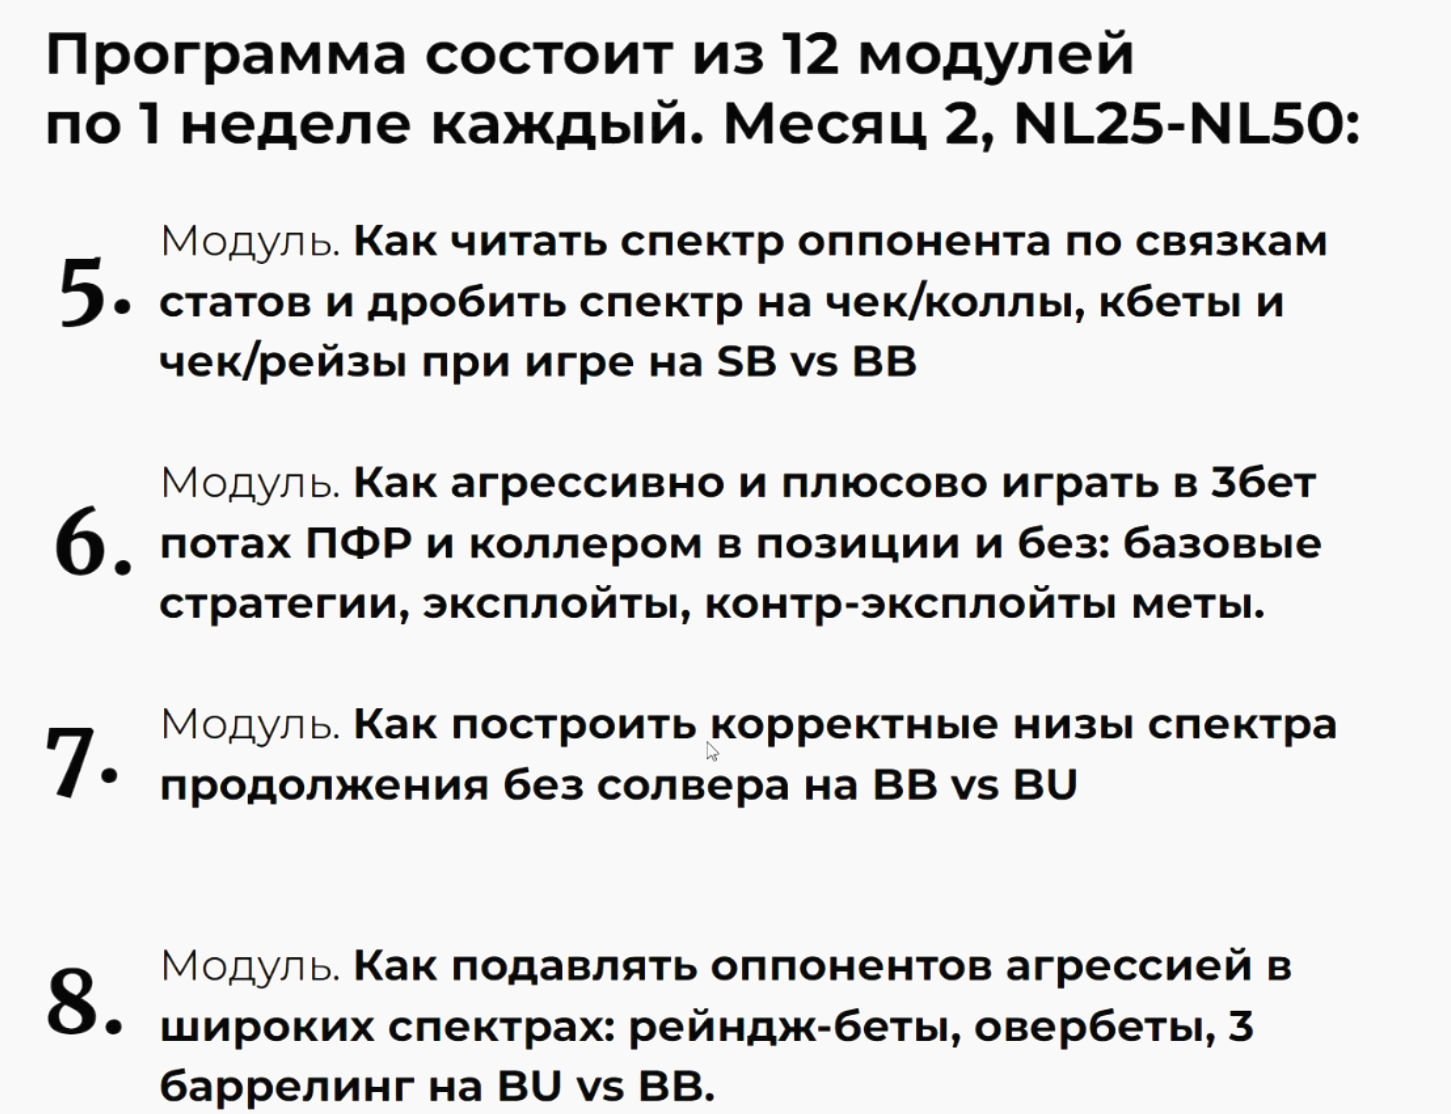 Программа состоит из 12 модулей
по 1 неделе каждый. Месяц 2, NL25-NL50:
5. Модуль. Как читать спектр оппонента по связкам
статов и дробить спектр на чек/коллы, кбеты и
чек/рейзы при игре на SB vs BB
6. Модуль. Как агрессивно и плюсово играть в 3бет
потах ПФР и коллером в позиции и без: базовые
стратегии, эксплойты, контр-эксплойты меты.
7. Модуль. Как построить корректные низы спектра
продолжения без солвера на BB vs BU
8. Модуль. Как подавлять оппонентов агрессией в
широких спектрах: рейндж-беты, овербеты, 3
баррелинг на BU vs BB.